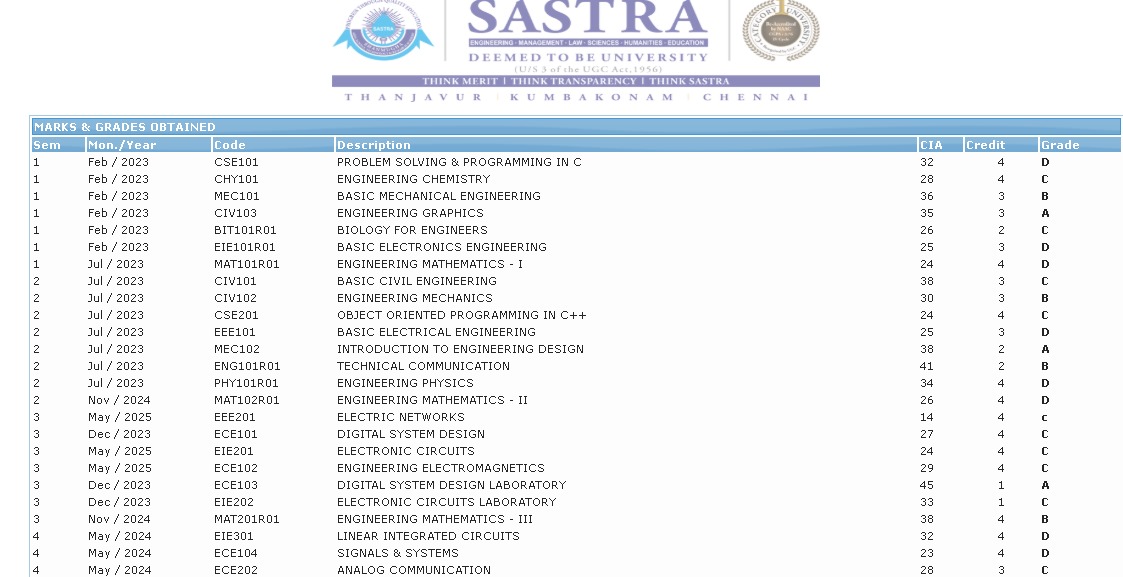 SASTRA
ENGINEERING · MANAGEMENT · LAW · SCIENCES · HUMANITIES · EDUCATION
DEEMED TO BE UNIVERSITY
(U/S 3 of the UGC Act, 1956)
THINK MERIT | THINK TRANSPARENCY | THINK SASTRA
THANJAVUR | KUMBAKONAM | CHENNAI
MARKS & GRADES OBTAINED
Sem Mon./Year Code Description CIA Credit Grade
1 Feb / 2023 CSE101 PROBLEM SOLVING & PROGRAMMING IN C 32 4 D
1 Feb / 2023 CHY101 ENGINEERING CHEMISTRY 28 4 C
1 Feb / 2023 MEC101 BASIC MECHANICAL ENGINEERING 36 3 B
1 Feb / 2023 CIV103 ENGINEERING GRAPHICS 35 3 A
1 Feb / 2023 BIT101R01 BIOLOGY FOR ENGINEERS 26 2 C
1 Feb / 2023 EIE101R01 BASIC ELECTRONICS ENGINEERING 25 3 D
1 Jul / 2023 MAT101R01 ENGINEERING MATHEMATICS - I 24 4 D
2 Jul / 2023 CIV101 BASIC CIVIL ENGINEERING 38 3 C
2 Jul / 2023 CIV102 ENGINEERING MECHANICS 30 3 B
2 Jul / 2023 CSE201 OBJECT ORIENTED PROGRAMMING IN C++ 24 4 C
2 Jul / 2023 EEE101 BASIC ELECTRICAL ENGINEERING 25 3 D
2 Jul / 2023 MEC102 INTRODUCTION TO ENGINEERING DESIGN 38 2 A
2 Jul / 2023 ENG101R01 TECHNICAL COMMUNICATION 41 2 B
2 Jul / 2023 PHY101R01 ENGINEERING PHYSICS 34 4 D
2 Nov / 2024 MAT102R01 ENGINEERING MATHEMATICS - II 26 4 D
3 May / 2025 EEE201 ELECTRIC NETWORKS 14 4 c
3 Dec / 2023 ECE101 DIGITAL SYSTEM DESIGN 27 4 C
3 May / 2025 EIE201 ELECTRONIC CIRCUITS 24 4 C
3 May / 2025 ECE102 ENGINEERING ELECTROMAGNETICS 29 4 C
3 Dec / 2023 ECE103 DIGITAL SYSTEM DESIGN LABORATORY 45 1 A
3 Dec / 2023 EIE202 ELECTRONIC CIRCUITS LABORATORY 33 1 C
3 Nov / 2024 MAT201R01 ENGINEERING MATHEMATICS - III 38 4 B
4 May / 2024 EIE301 LINEAR INTEGRATED CIRCUITS 32 4 D
4 May / 2024 ECE104 SIGNALS & SYSTEMS 23 4 D
4 May / 2024 ECE202 ANALOG COMMUNICATION 28 3 C